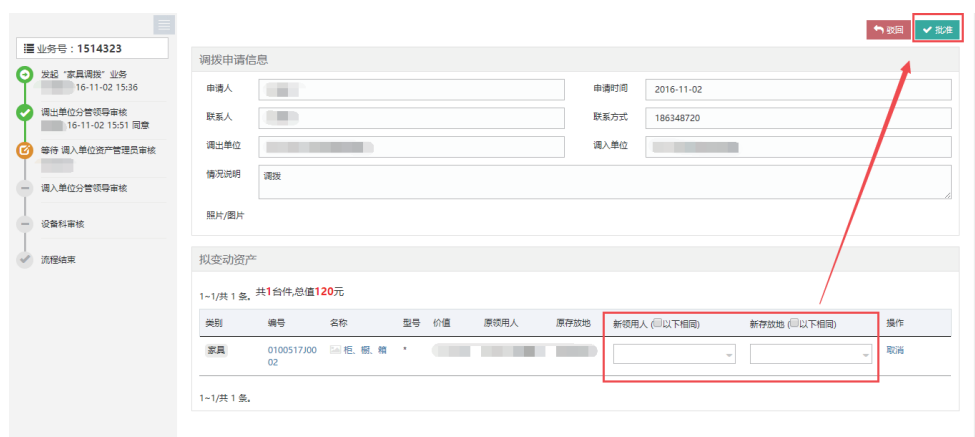 驳回 批准
业务号：1514323
发起 “家具调拨” 业务
16-11-02 15:36
调出单位分管领导审核
16-11-02 15:51 同意
等待 调入单位资产管理员审核
调入单位分管领导审核
设备科审核
流程结束
调拨申请信息
申请人 申请时间 2016-11-02
联系人 联系方式 186348720
调出单位 调入单位
情况说明 调拨
照片/图片
拟变动资产
1~1/共 1 条。 共1台件,总值120元
类别 编号 名称 型号 价值 原领用人 原存放地 新领用人 (以下相同) 新存放地 (以下相同) 操作
家具 0100517J00 柜、橱、箱 * 取消
02
1~1/共 1 条。